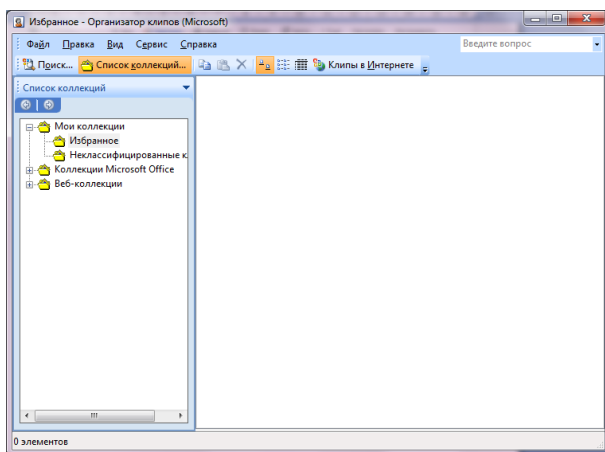 Избранное - Организатор клипов (Microsoft)
Файл Правка Вид Сервис Справка Введите вопрос
Поиск... Список коллекций... Клипы в Интернете
Список коллекций
Мои коллекции
Избранное
Неклассифицированные к
Коллекции Microsoft Office
Веб-коллекции
0 элементов